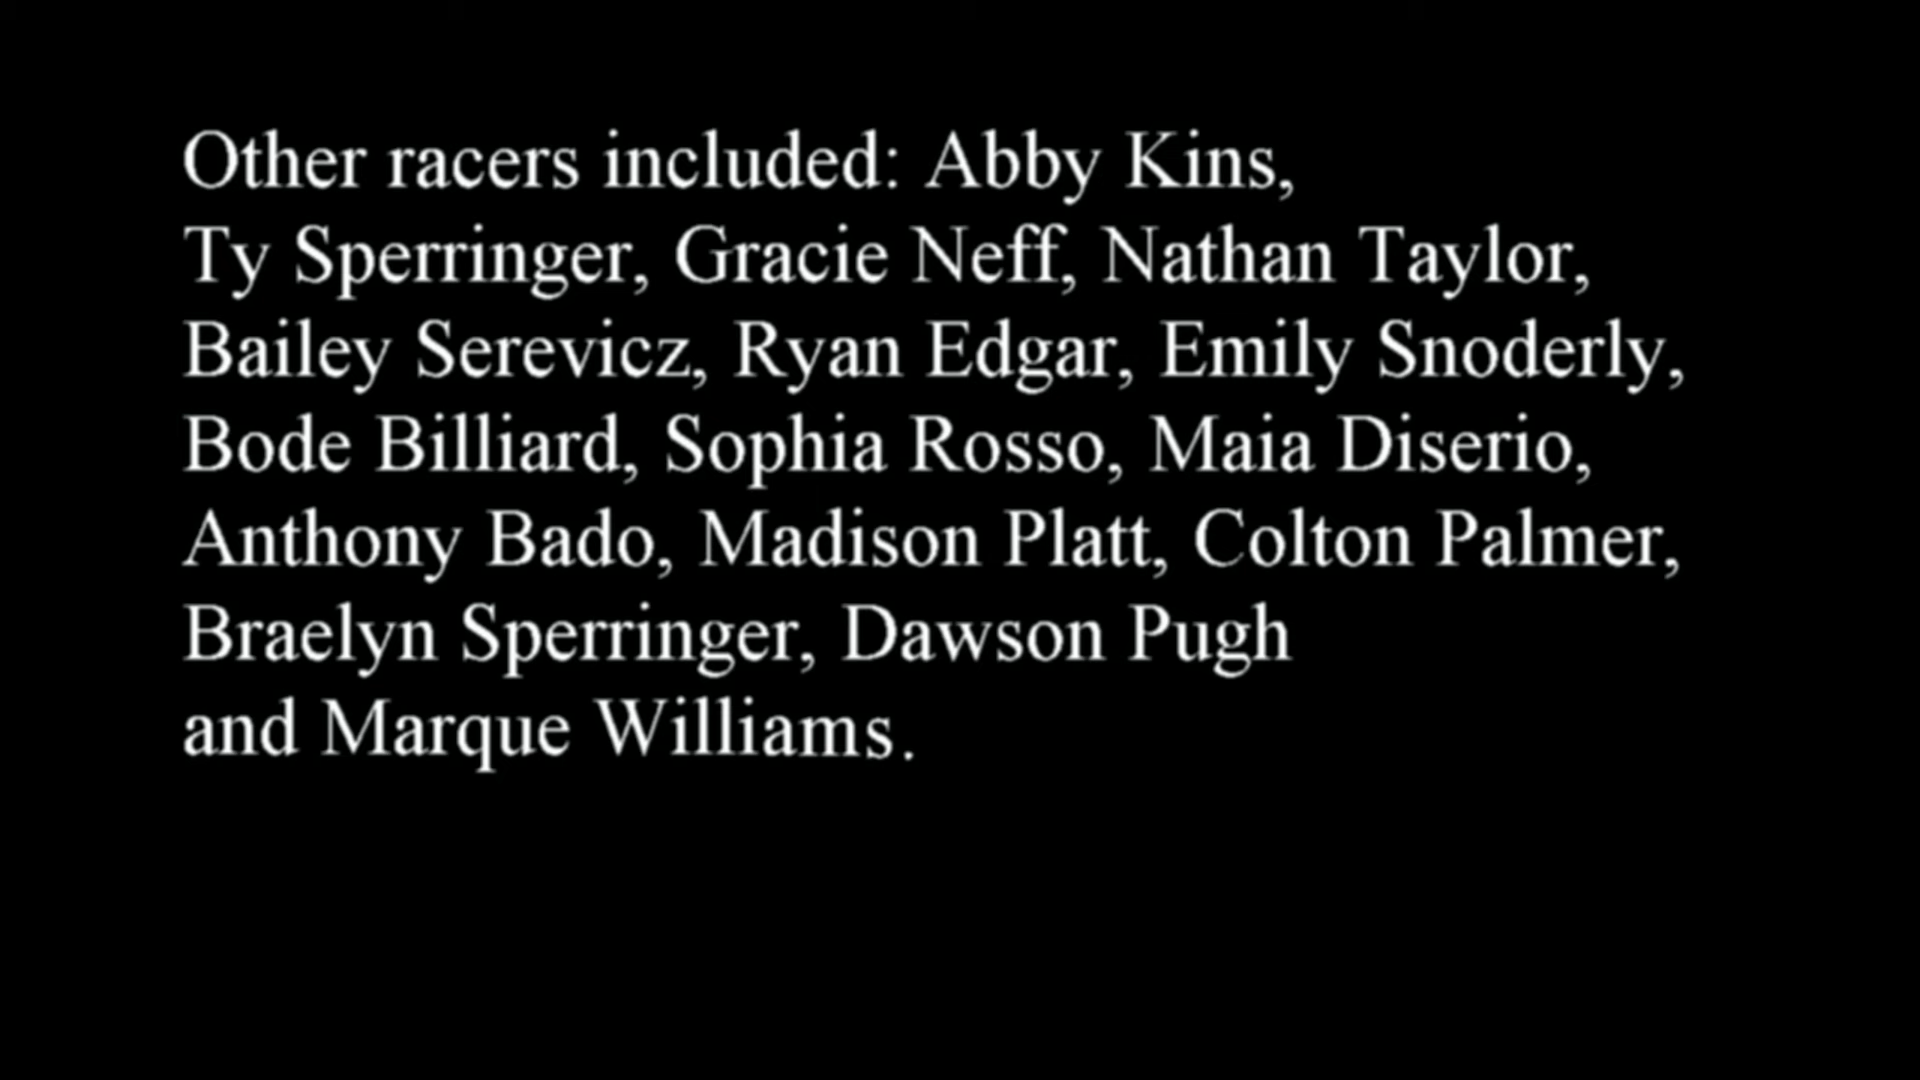 Other racers included: Abby Kins,
Ty Sperringer, Gracie Neff, Nathan Taylor,
Bailey Serevicz, Ryan Edgar, Emily Snoderly,
Bode Billiard, Sophia Rosso, Maia Diserio,
Anthony Bado, Madison Platt, Colton Palmer,
Braelyn Sperringer, Dawson Pugh
and Marque Williams.